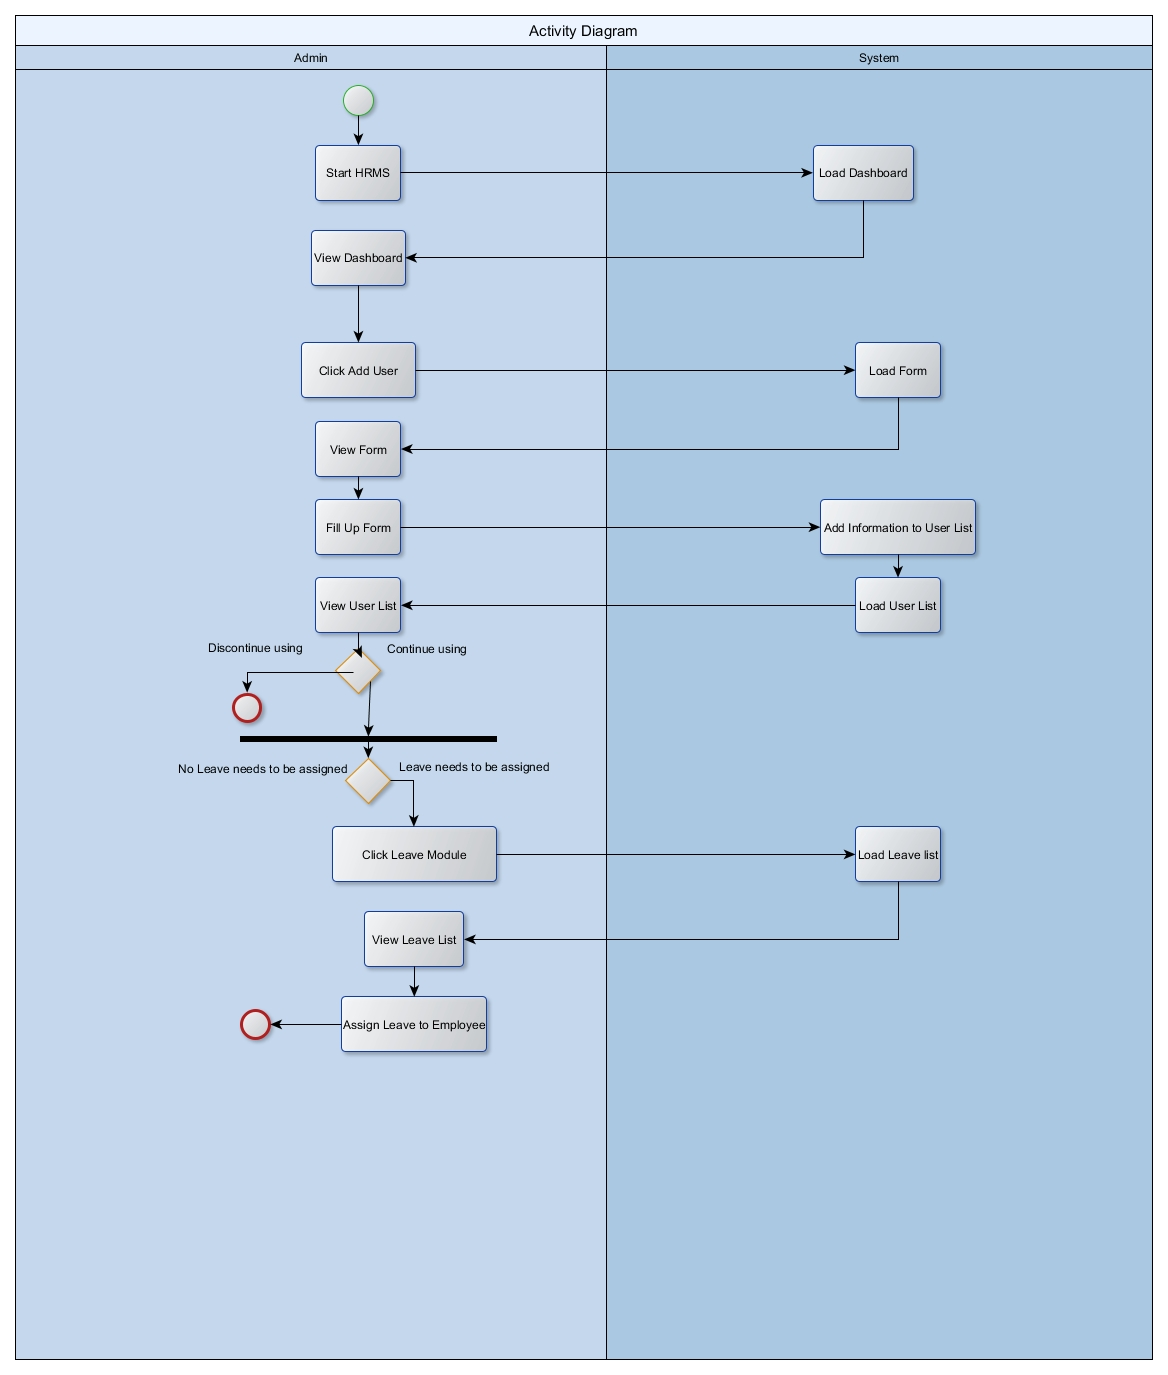 Activity Diagram
Admin
System
Start HRMS
Load Dashboard
View Dashboard
Click Add User
Load Form
View Form
Fill Up Form
Add Information to User List
View User List
Load User List
Discontinue using
Continue using
No Leave needs to be assigned
Leave needs to be assigned
Click Leave Module
Load Leave list
View Leave List
Assign Leave to Employee